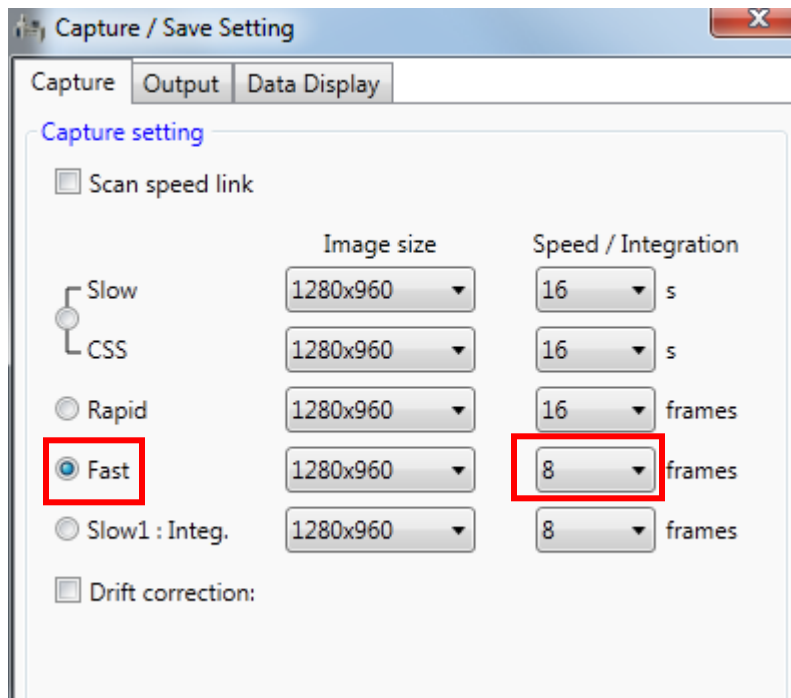 Capture / Save Setting
Capture Output Data Display
Capture setting
Scan speed link
Image size Speed / Integration
Slow 1280x960 16 s
CSS 1280x960 16 s
Rapid 1280x960 16 frames
Fast 1280x960 8 frames
Slow1 : Integ. 1280x960 8 frames
Drift correction: